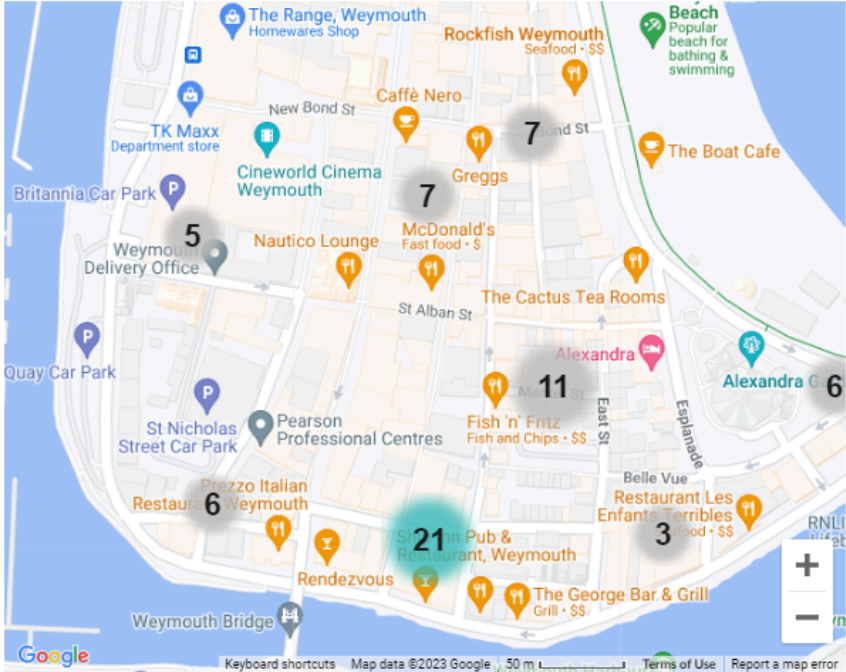 The Range, Weymouth
Homewares Shop
Beach
Popular
beach for
bathing &
swimming
Rockfish Weymouth
Seafood • $$
Caffè Nero
New Bond St
TK Maxx
Department store
7
Bond St
The Boat Cafe
Cineworld Cinema
Weymouth
Greggs
Britannia Car Park
P
7
5
McDonald's
Fast food • $
Nautico Lounge
Weymouth
Delivery Office
The Cactus Tea Rooms
St Alban St
P
Quay Car Park
Alexandra
11
6
Alexandra Ga
P
St Nicholas
Street Car Park
Pearson
Professional Centres
Fish 'n' Fritz
Fish and Chips • $$
East St
Esplanade
Belle Vue
6
Prezzo Italian
Restaurant, Weymouth
Restaurant Les
Enfants Terribles
food • $$
3
RNLI
Lifeb
21
Pub &
Restaurant, Weymouth
Rendezvous
The George Bar & Grill
Grill • $$
+
−
Weymouth Bridge
Google
Keyboard shortcuts
Map data ©2023 Google
50 m
Terms of Use
Report a map error